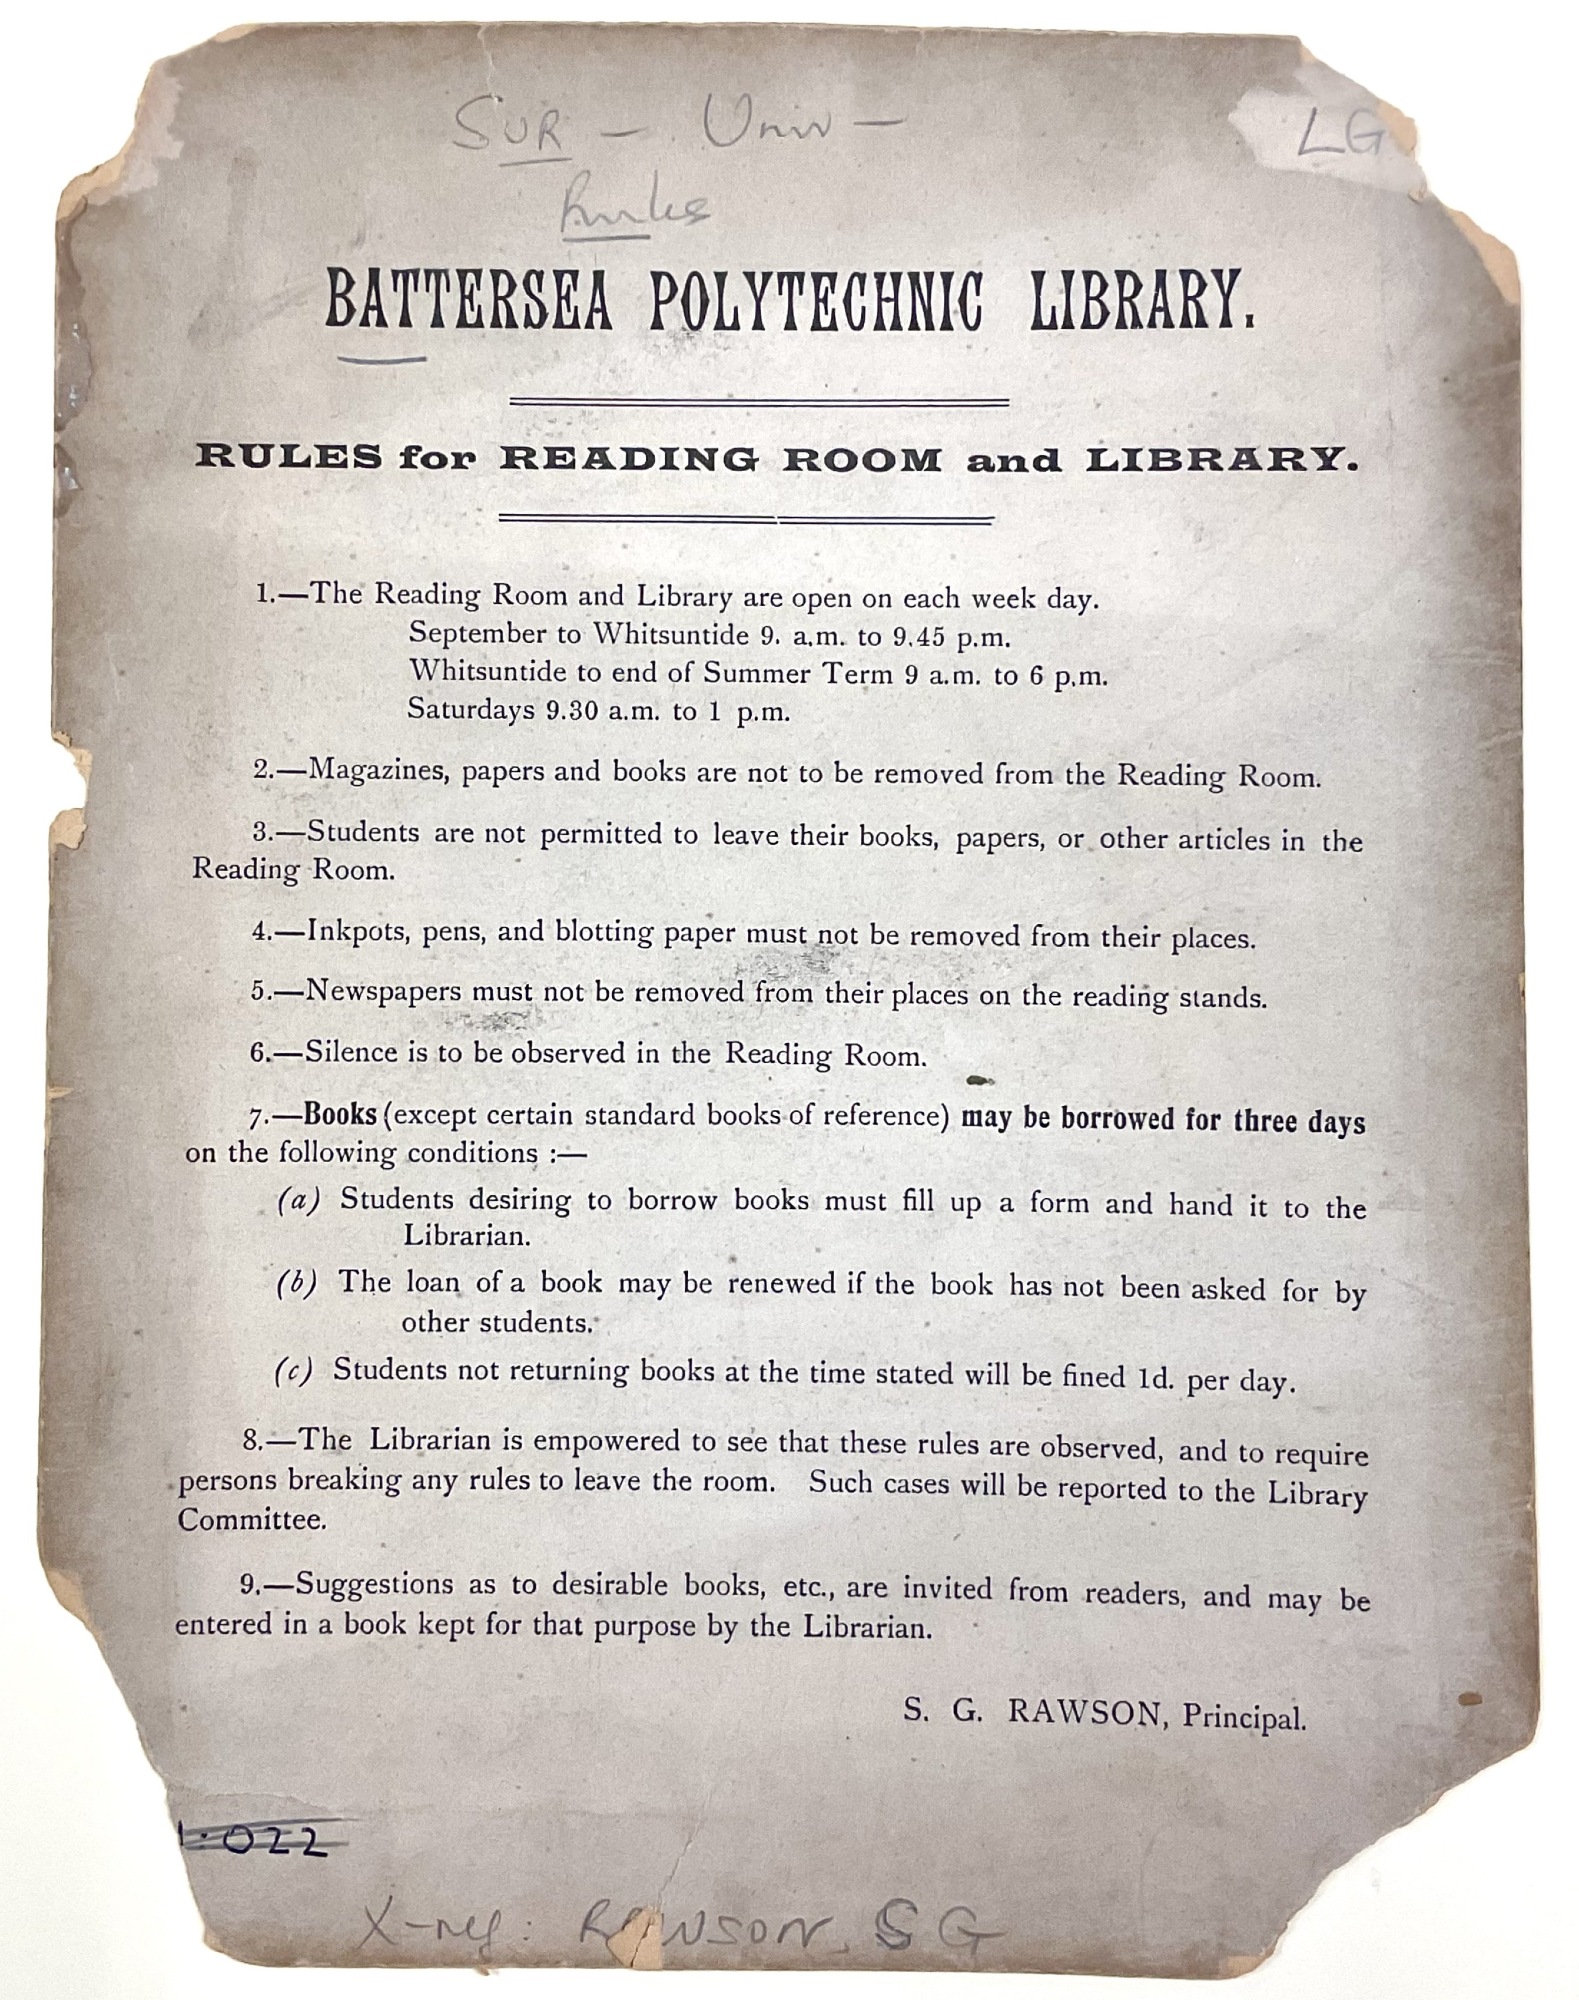 SUR - Univ -
LG
Rules
BATTERSEA POLYTECHNIC LIBRARY.
RULES for READING ROOM and LIBRARY.
1.—The Reading Room and Library are open on each week day.
September to Whitsuntide 9. a.m. to 9.45 p.m.
Whitsuntide to end of Summer Term 9 a.m. to 6 p.m.
Saturdays 9.30 a.m. to 1 p.m.
2.—Magazines, papers and books are not to be removed from the Reading Room.
3.—Students are not permitted to leave their books, papers, or other articles in the
Reading Room.
4.—Inkpots, pens, and blotting paper must not be removed from their places.
5.—Newspapers must not be removed from their places on the reading stands.
6.—Silence is to be observed in the Reading Room.
7.—Books (except certain standard books of reference) may be borrowed for three days
on the following conditions :—
(a) Students desiring to borrow books must fill up a form and hand it to the
Librarian.
(b) The loan of a book may be renewed if the book has not been asked for by
other students.
(c) Students not returning books at the time stated will be fined 1d. per day.
8.—The Librarian is empowered to see that these rules are observed, and to require
persons breaking any rules to leave the room. Such cases will be reported to the Library
Committee.
9.—Suggestions as to desirable books, etc., are invited from readers, and may be
entered in a book kept for that purpose by the Librarian.
S. G. RAWSON, Principal.
1.022
X-ref: RAWSON, SG